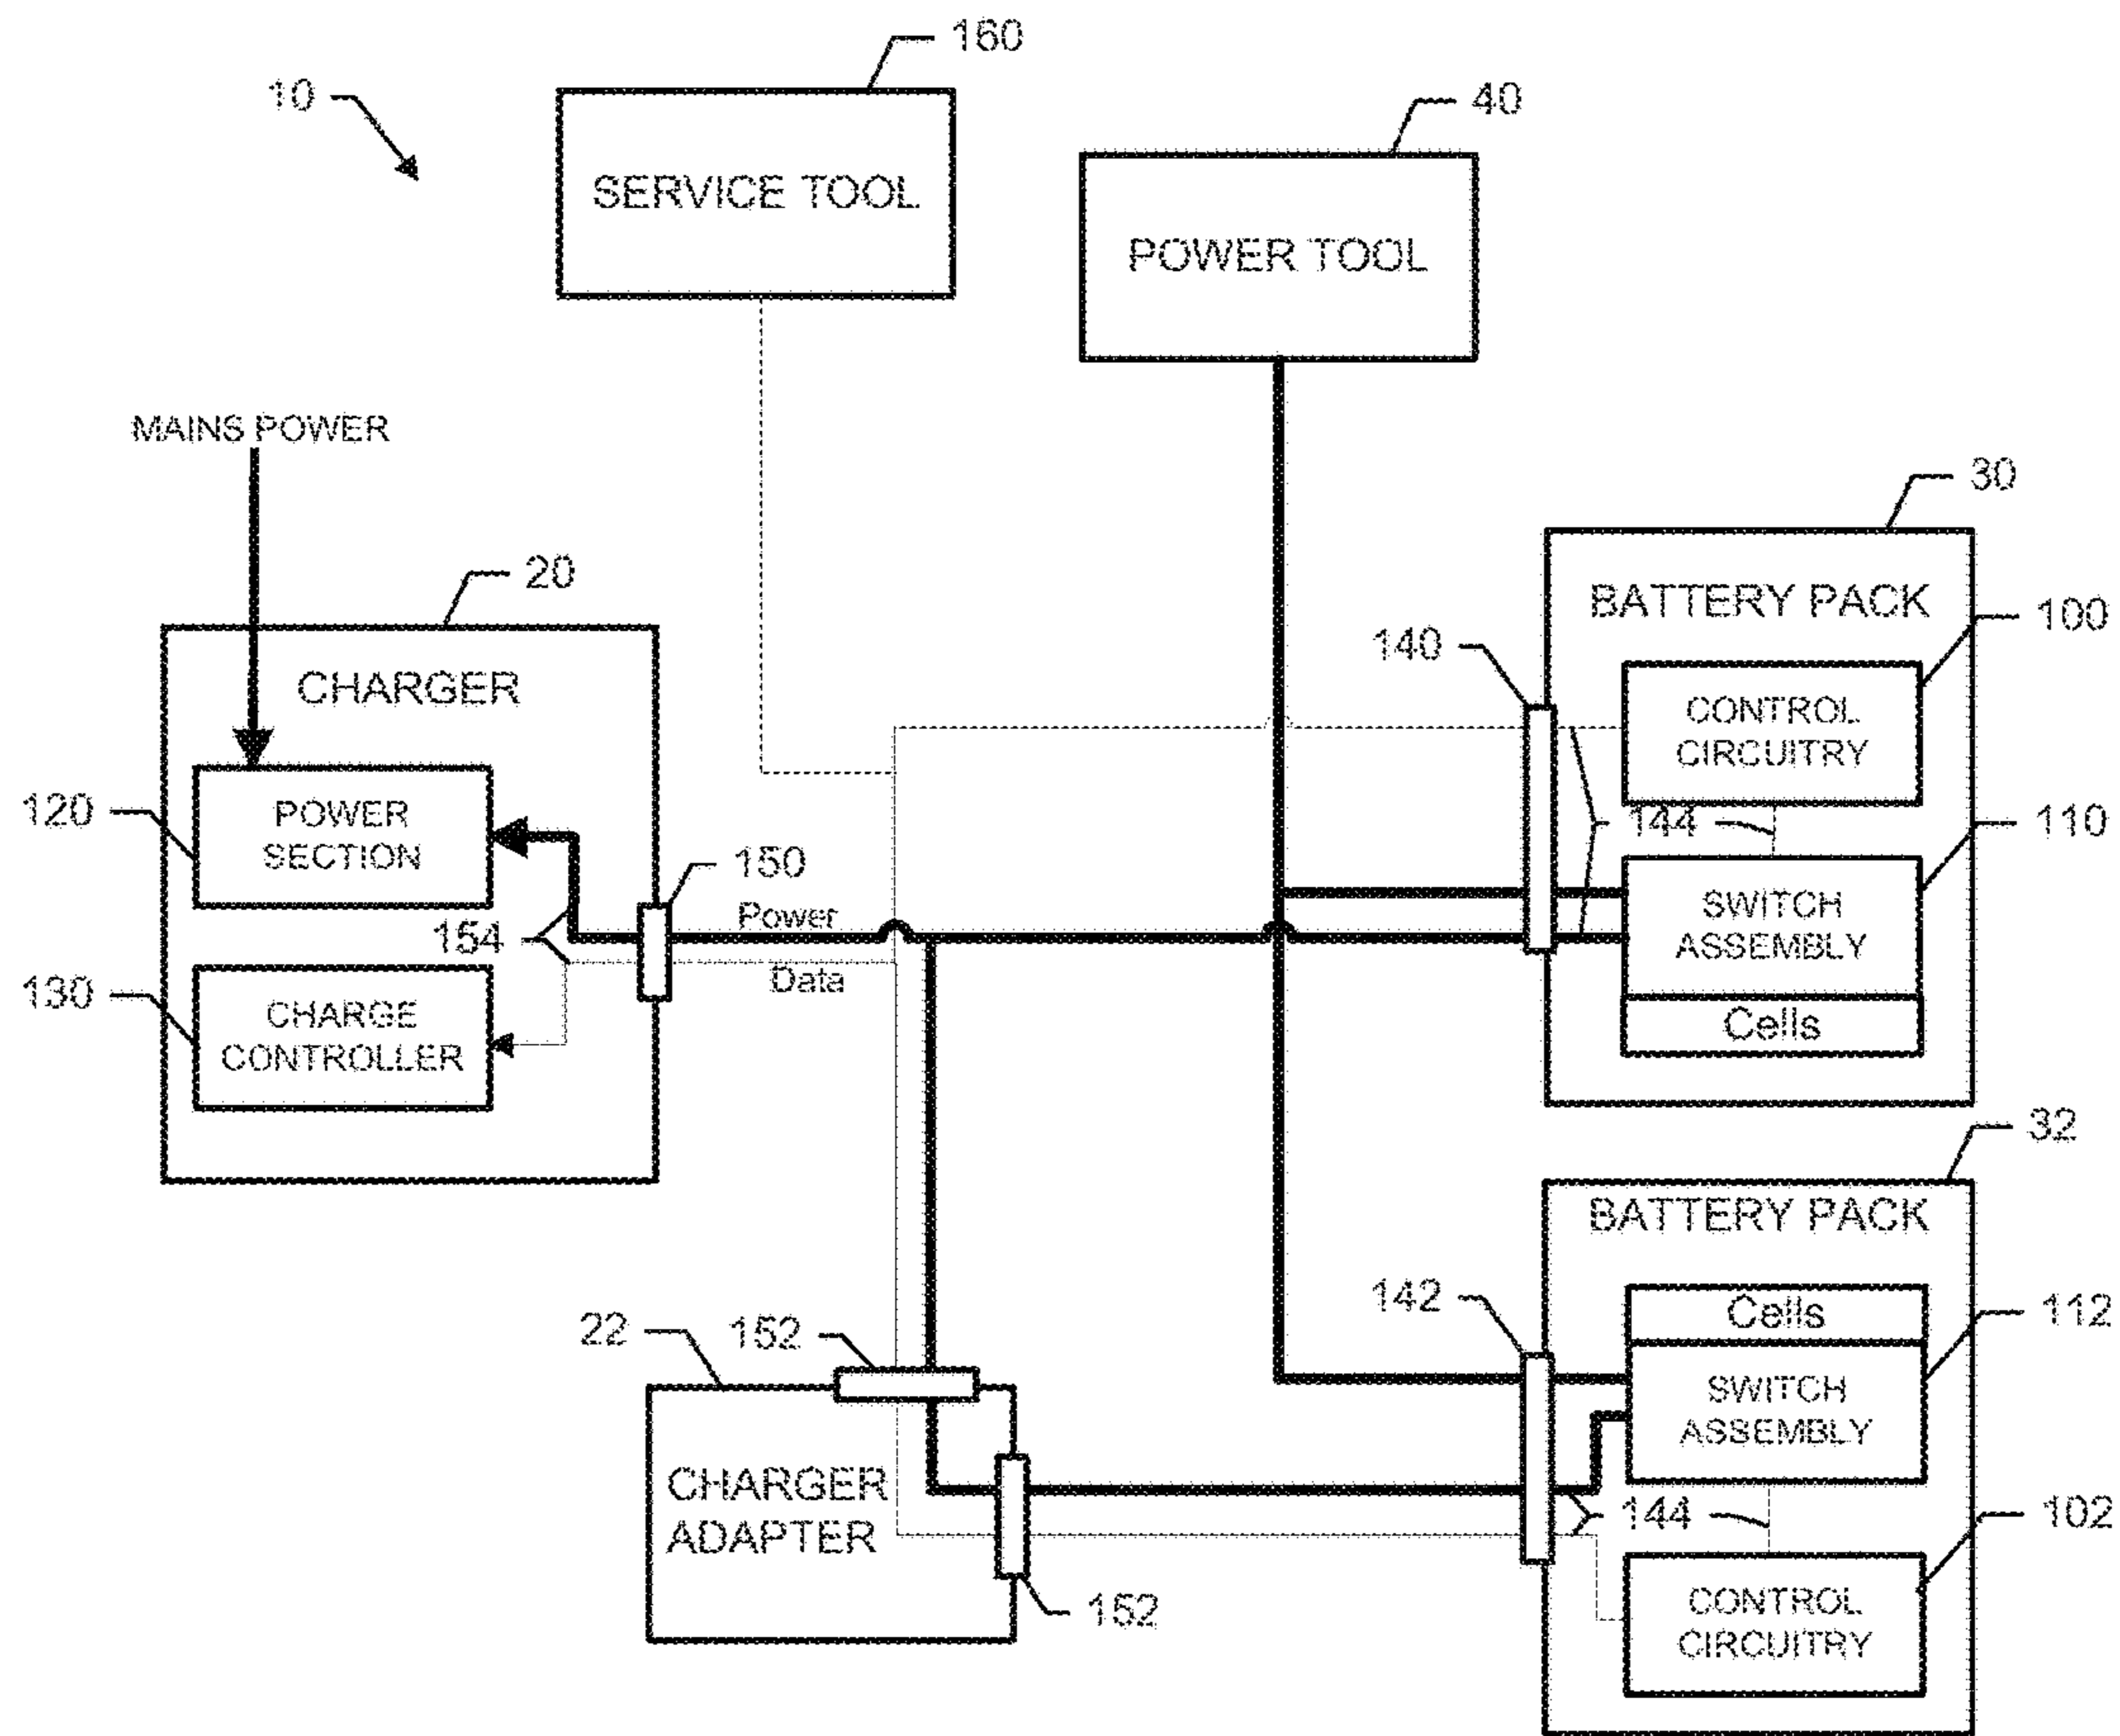 160
10
40
SERVICE TOOL
POWER TOOL
MAINS POWER
30
20
BATTERY PACK
100
140
CHARGER
CONTROL
CIRCUITRY
120
POWER
SECTION
144
110
150
Power
SWITCH
ASSEMBLY
154
Data
130
CHARGE
CONTROLLER
Cells
32
BATTERY PACK
142
Cells
112
22
152
SWITCH
ASSEMBLY
CHARGER
ADAPTER
144
102
152
CONTROL
CIRCUITRY